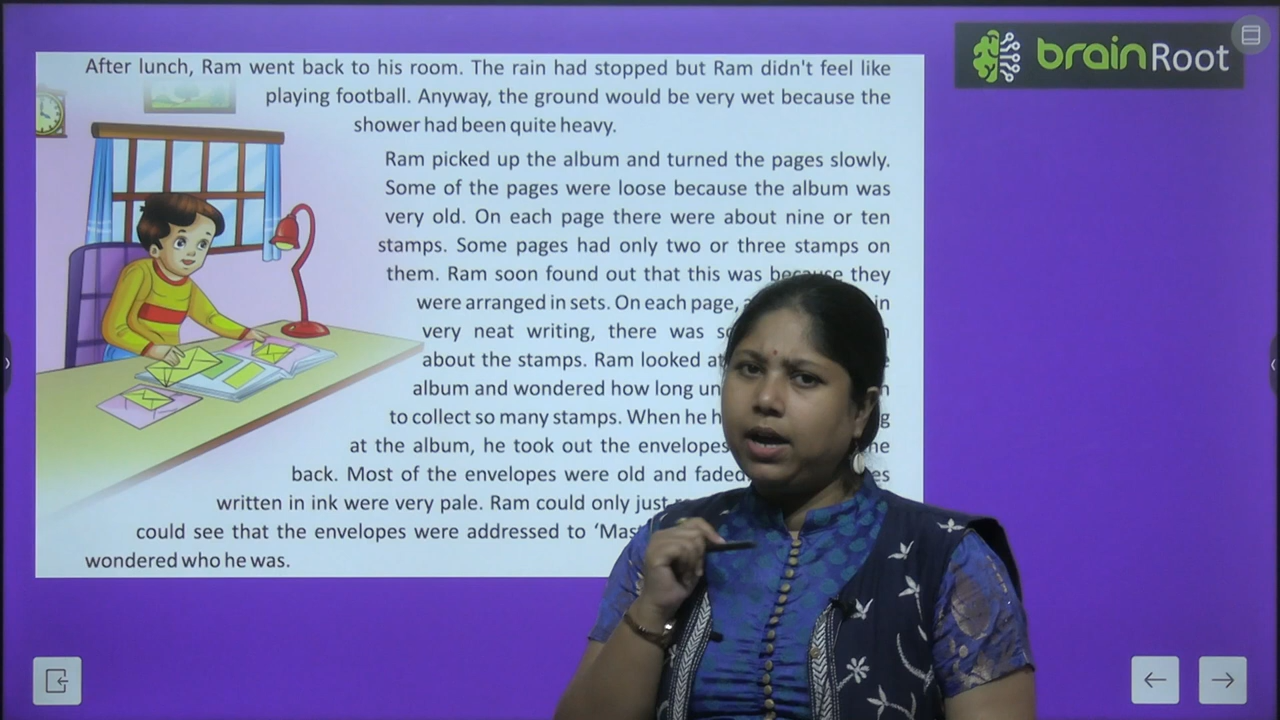 brainRoot
After lunch, Ram went back to his room. The rain had stopped but Ram didn't feel like
playing football. Anyway, the ground would be very wet because the
shower had been quite heavy.
Ram picked up the album and turned the pages slowly.
Some of the pages were loose because the album was
very old. On each page there were about nine or ten
stamps. Some pages had only two or three stamps on
them. Ram soon found out that this was because they
were arranged in sets. On each page, in
very neat writing, there was
about the stamps. Ram looked at
album and wondered how long
to collect so many stamps. When he
at the album, he took out the envelopes
back. Most of the envelopes were old and faded
written in ink were very pale. Ram could only just
could see that the envelopes were addressed to ‘Mas
wondered who he was.